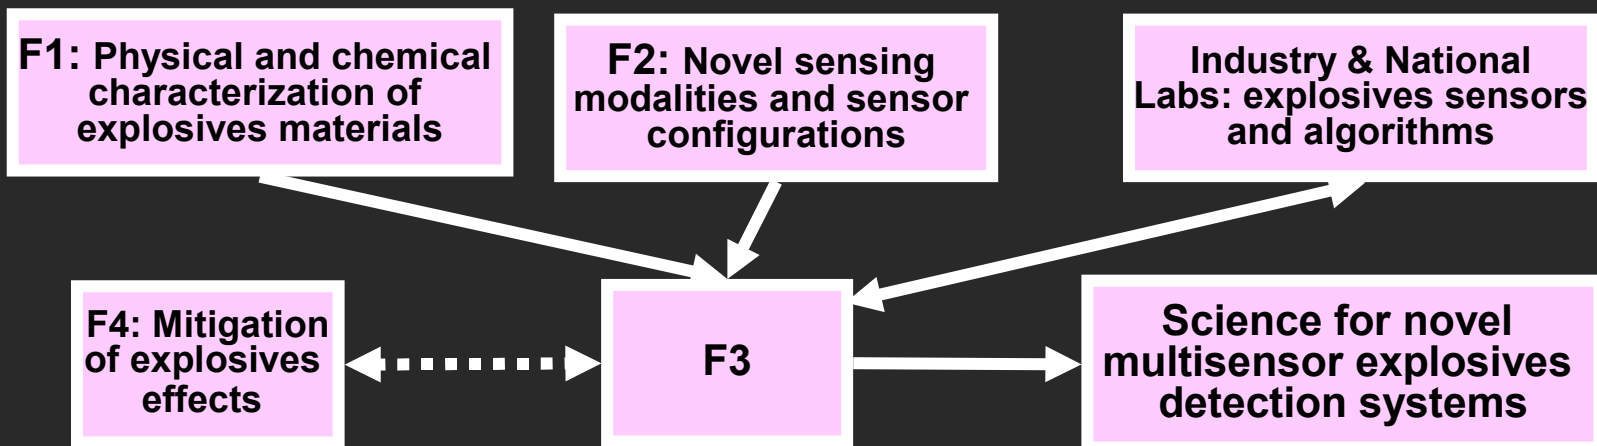 F1: Physical and chemical
characterization of
explosives materials
F2: Novel sensing
modalities and sensor
configurations
Industry & National
Labs: explosives sensors
and algorithms
F4: Mitigation
of explosives
effects
F3
Science for novel
multisensor explosives
detection systems